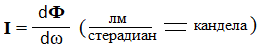 I = dΦ/dω ( лм/стерадиан = кандела )